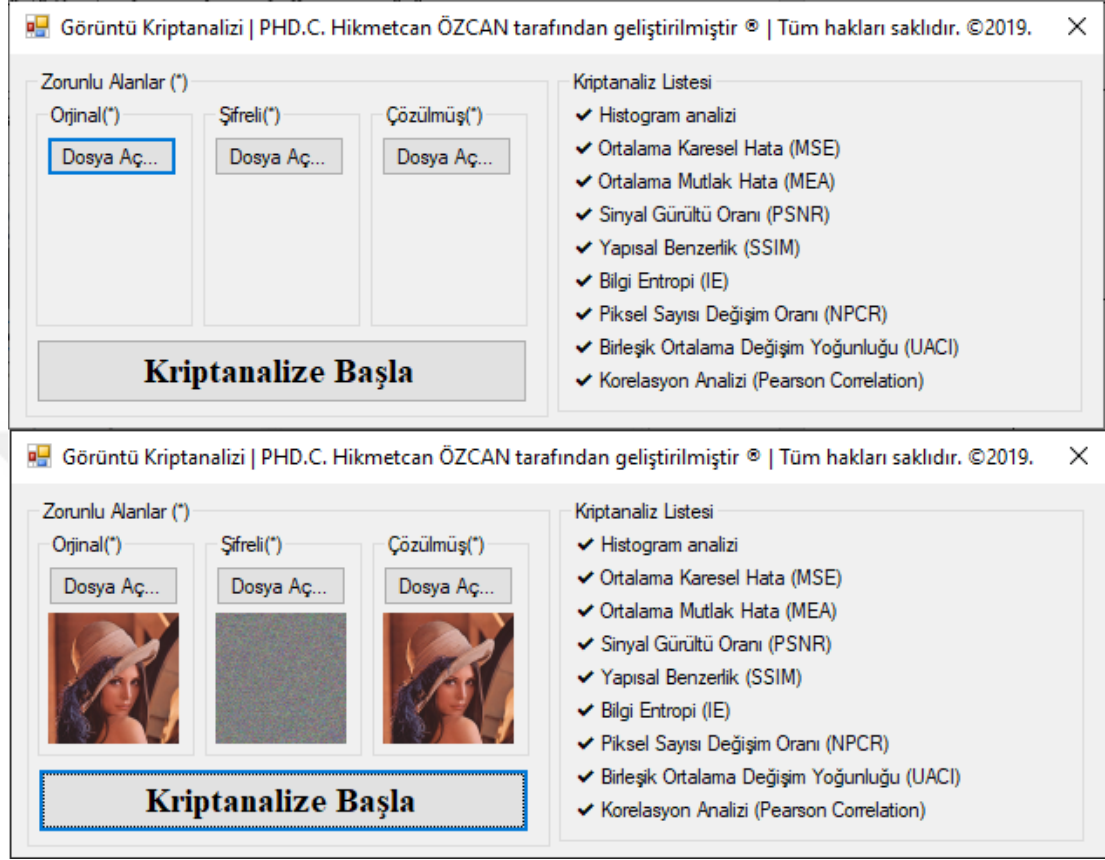 Görüntü Kriptanalizi | PHD.C. Hikmetcan ÖZCAN tarafından geliştirilmiştir ® | Tüm hakları saklıdır. ©2019.
Zorunlu Alanlar (*)
Orjinal(*) Şifreli(*) Çözülmüş(*)
Dosya Aç... Dosya Aç... Dosya Aç...
Kriptanalize Başla
Kriptanaliz Listesi
✔ Histogram analizi
✔ Ortalama Karesel Hata (MSE)
✔ Ortalama Mutlak Hata (MEA)
✔ Sinyal Gürültü Oranı (PSNR)
✔ Yapısal Benzerlik (SSIM)
✔ Bilgi Entropi (IE)
✔ Piksel Sayısı Değişim Oranı (NPCR)
✔ Birleşik Ortalama Değişim Yoğunluğu (UACI)
✔ Korelasyon Analizi (Pearson Correlation)
Görüntü Kriptanalizi | PHD.C. Hikmetcan ÖZCAN tarafından geliştirilmiştir ® | Tüm hakları saklıdır. ©2019.
Zorunlu Alanlar (*)
Orjinal(*) Şifreli(*) Çözülmüş(*)
Dosya Aç... Dosya Aç... Dosya Aç...
Kriptanalize Başla
Kriptanaliz Listesi
✔ Histogram analizi
✔ Ortalama Karesel Hata (MSE)
✔ Ortalama Mutlak Hata (MEA)
✔ Sinyal Gürültü Oranı (PSNR)
✔ Yapısal Benzerlik (SSIM)
✔ Bilgi Entropi (IE)
✔ Piksel Sayısı Değişim Oranı (NPCR)
✔ Birleşik Ortalama Değişim Yoğunluğu (UACI)
✔ Korelasyon Analizi (Pearson Correlation)